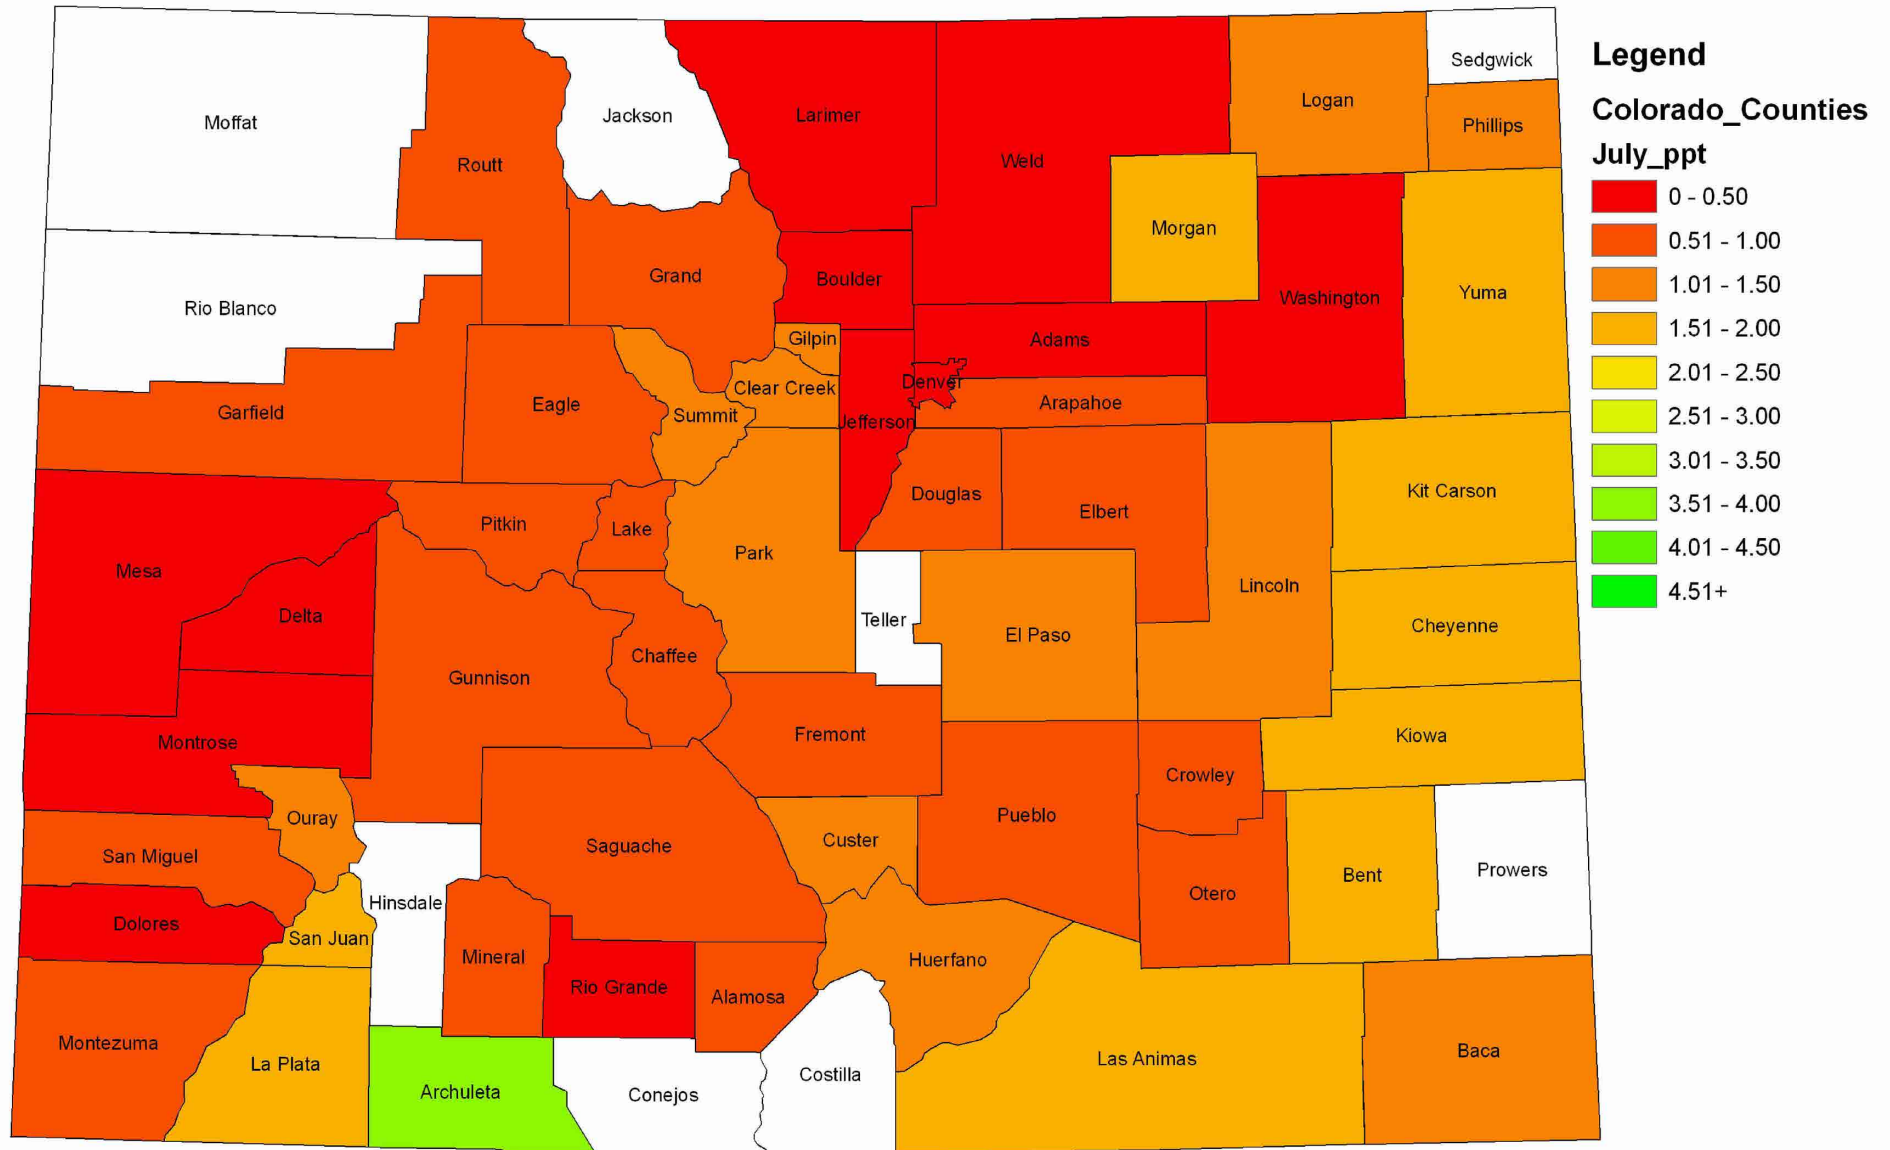 Legend
Colorado_Counties
July_ppt
0 - 0.50
0.51 - 1.00
1.01 - 1.50
1.51 - 2.00
2.01 - 2.50
2.51 - 3.00
3.01 - 3.50
3.51 - 4.00
4.01 - 4.50
4.51+
Sedgwick
Logan
Jackson
Larimer
Moffat
Phillips
Weld
Routt
Morgan
Grand
Boulder
Yuma
Washington
Rio Blanco
Gilpin
Adams
Denver
Clear Creek
Arapahoe
Eagle
Garfield
Summit
Jefferson
Kit Carson
Douglas
Elbert
Pitkin
Lake
Park
Mesa
Lincoln
Delta
Teller
Cheyenne
El Paso
Chaffee
Gunnison
Fremont
Kiowa
Montrose
Crowley
Pueblo
Ouray
Custer
Saguache
San Miguel
Prowers
Bent
Otero
Hinsdale
Dolores
San Juan
Mineral
Huerfano
Rio Grande
Alamosa
Montezuma
Baca
Las Animas
La Plata
Costilla
Archuleta
Conejos